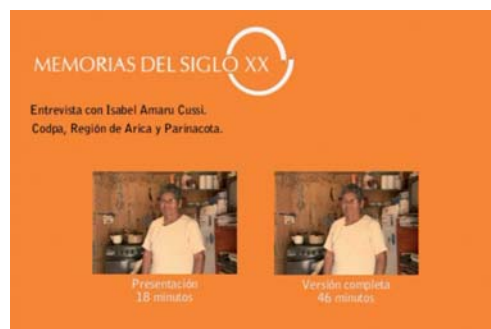 MEMORIAS DEL SIGLO XX
Entrevista con Isabel Amaru Cussi.
Codpa, Región de Arica y Parinacota.
Presentación
18 minutos
Versión completa
46 minutos